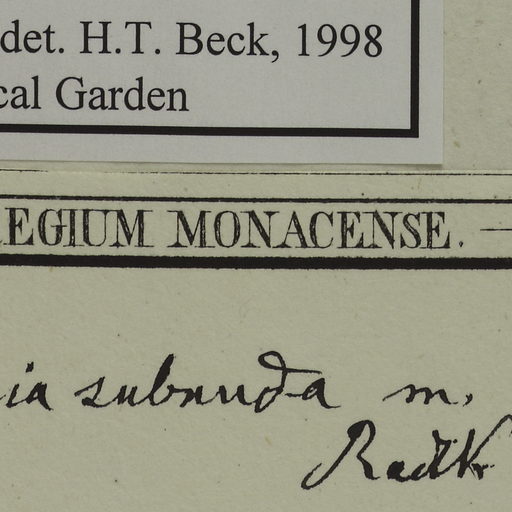 det. H.T. Beck, 1998
cal Garden
EGIUM MONACENSE.
ia subnuda m.
Radlk